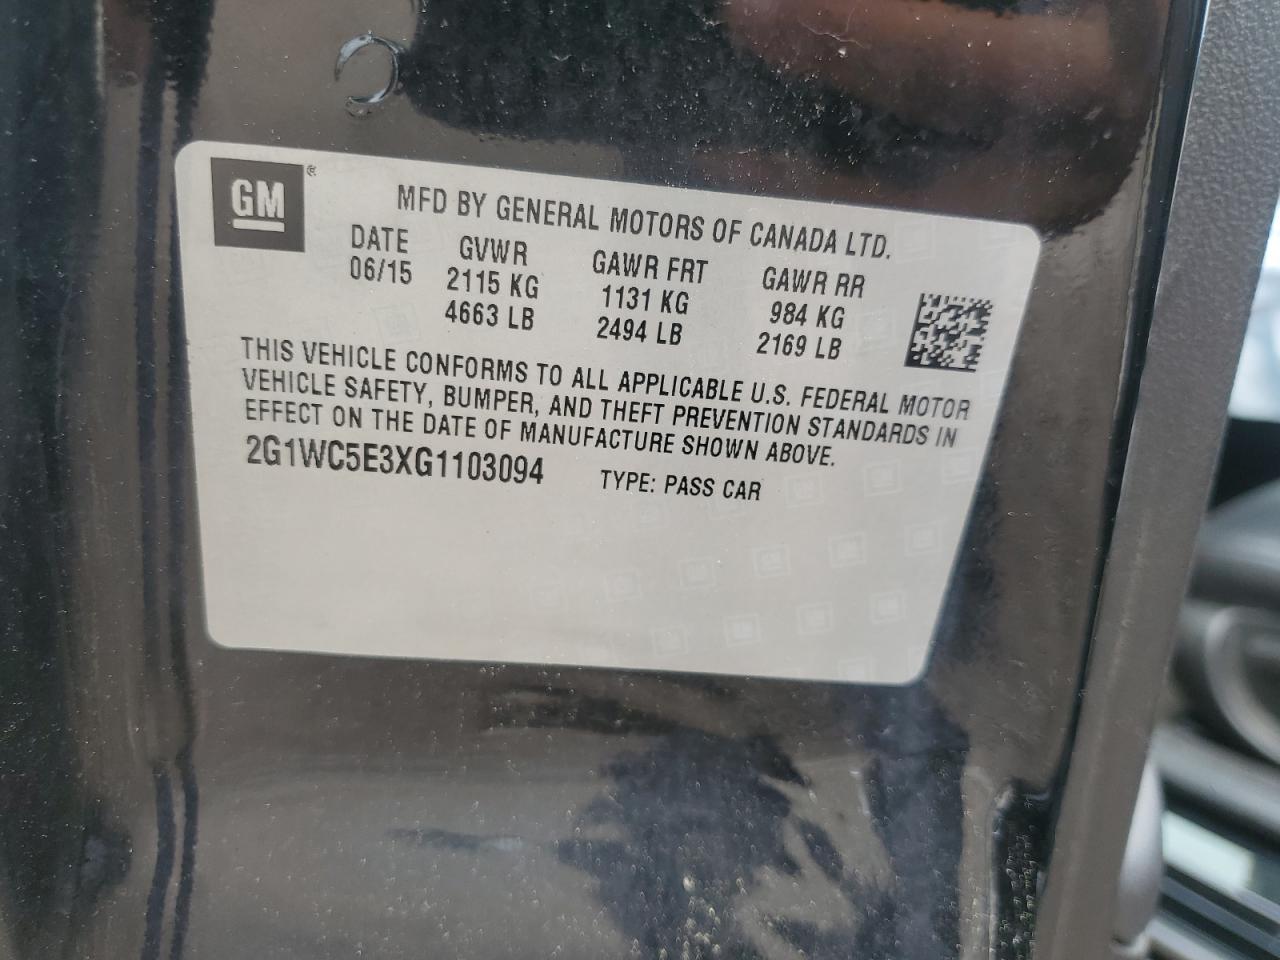 GM®
MFD BY GENERAL MOTORS OF CANADA LTD.
DATE GVWR GAWR FRT GAWR RR
06/15 2115 KG 1131 KG 984 KG
4663 LB 2494 LB 2169 LB
THIS VEHICLE CONFORMS TO ALL APPLICABLE U.S. FEDERAL MOTOR
VEHICLE SAFETY, BUMPER, AND THEFT PREVENTION STANDARDS IN
EFFECT ON THE DATE OF MANUFACTURE SHOWN ABOVE.
2G1WC5E3XG1103094 TYPE: PASS CAR